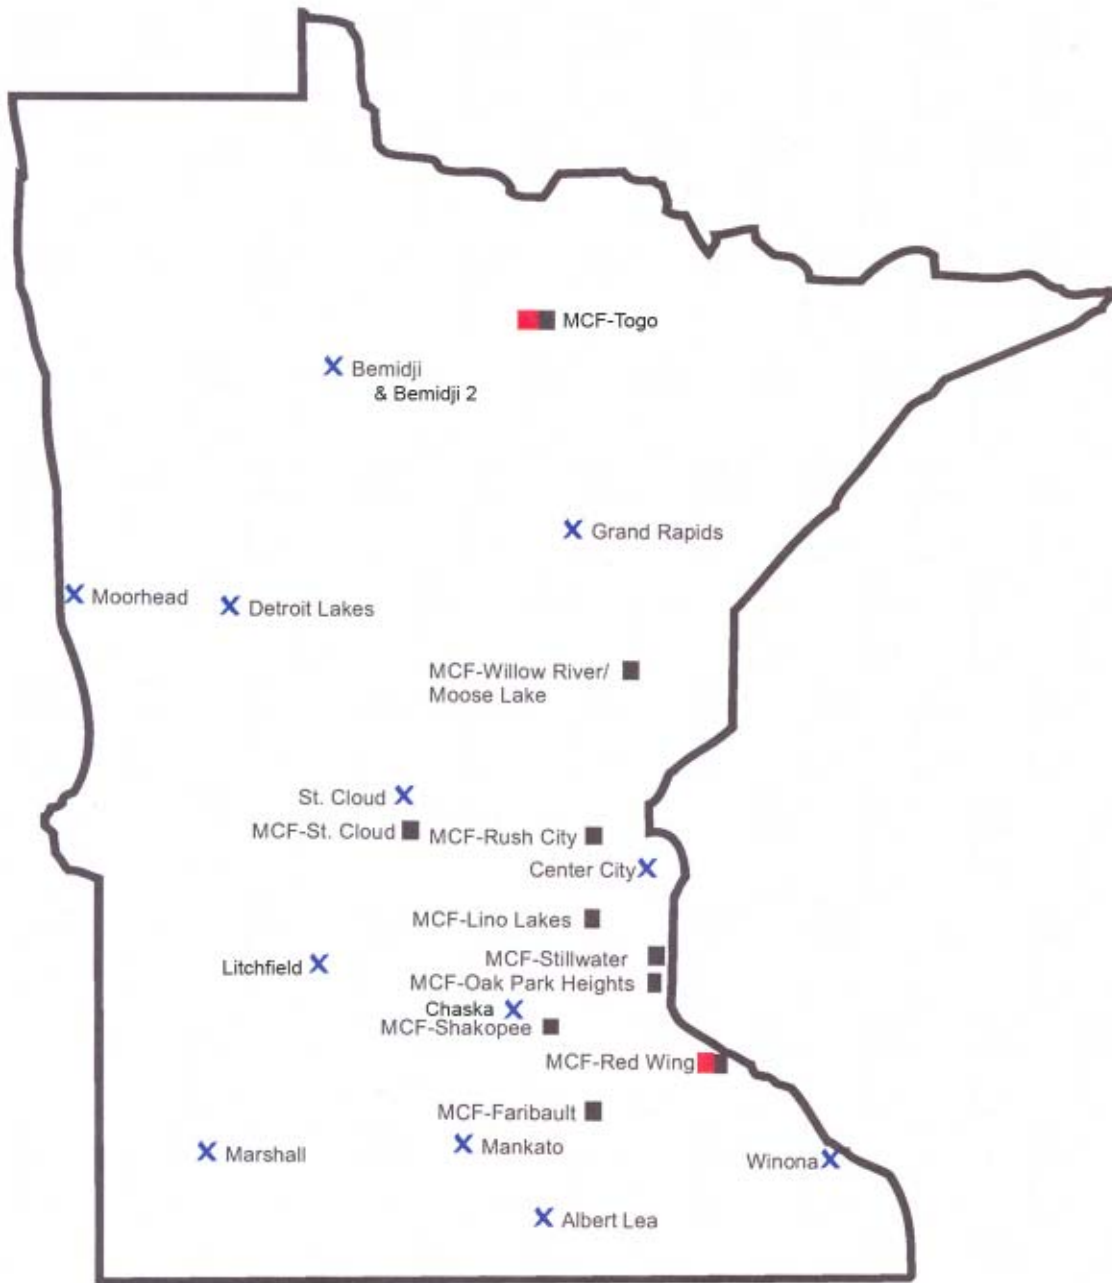 MCF-Togo
Bemidji
& Bemidji 2
Grand Rapids
Moorhead
Detroit Lakes
MCF-Willow River/
Moose Lake
St. Cloud
MCF-St. Cloud
MCF-Rush City
Center City
MCF-Lino Lakes
MCF-Stillwater
Litchfield
MCF-Oak Park Heights
Chaska
MCF-Shakopee
MCF-Red Wing
MCF-Faribault
Mankato
Marshall
Winona
Albert Lea